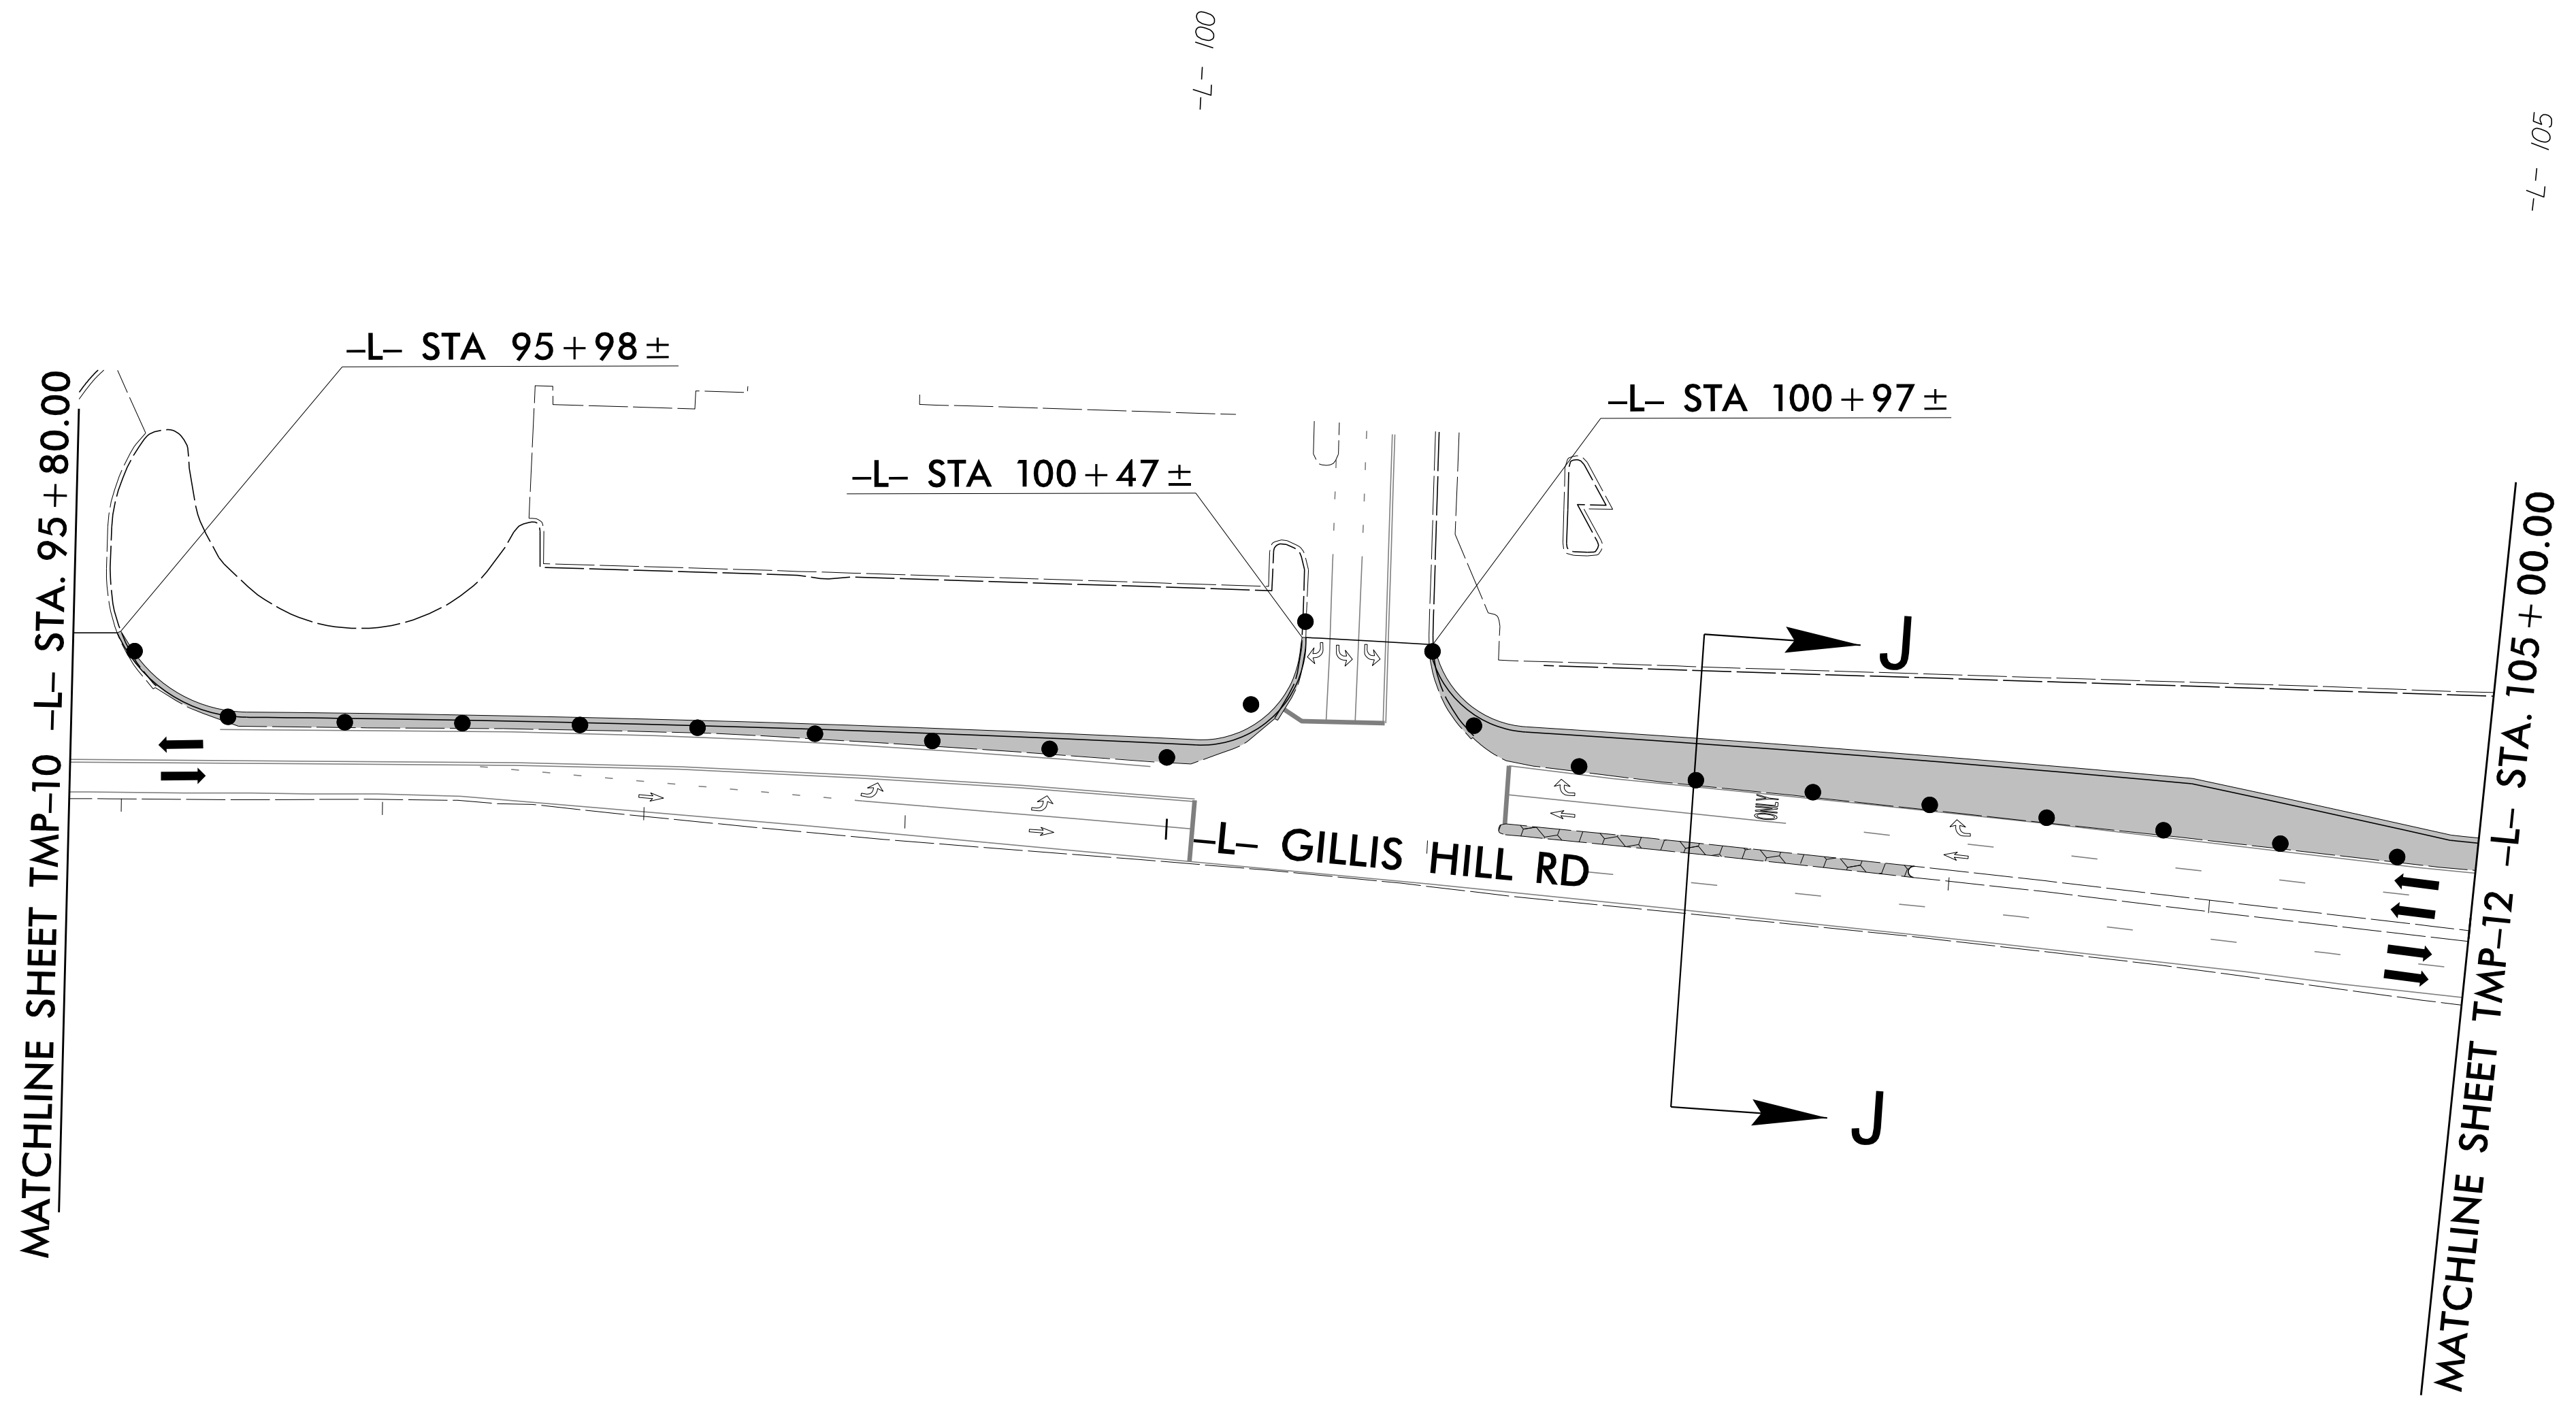 -L- 100
-L- 105
-L- STA 95+98±
-L- STA 100+97±
-L- STA 100+47±
MATCHLINE SHEET TMP-10 -L- STA. 95+80.00
J
ONLY
-L- GILLIS HILL RD
J
MATCHLINE SHEET TMP-12 -L- STA. 105+00.00